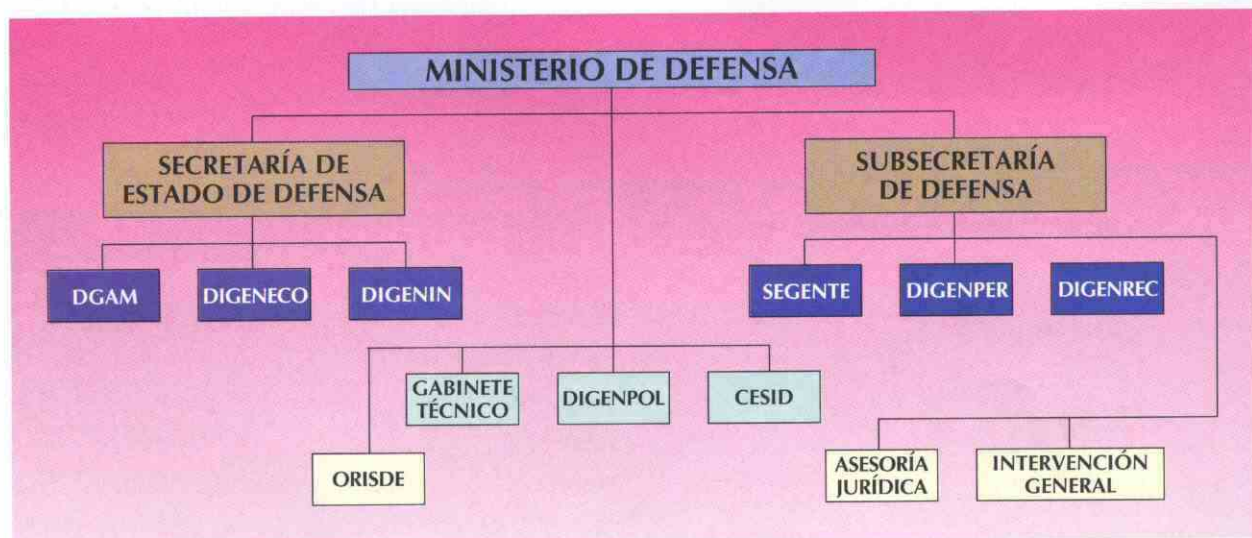 MINISTERIO DE DEFENSA
SECRETARÍA DE
ESTADO DE DEFENSA
SUBSECRETARÍA
DE DEFENSA
DGAM
DIGENECO
DIGENIN
SEGENTE
DIGENPER
DIGENREC
GABINETE
TÉCNICO
DIGENPOL
CESID
ORISDE
ASESORÍA
JURÍDICA
INTERVENCIÓN
GENERAL